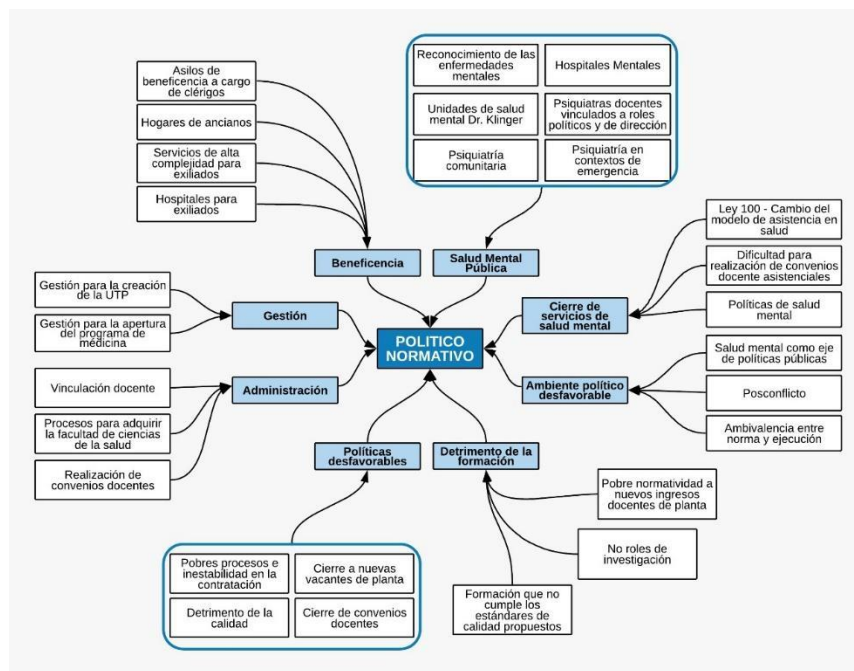 Reconocimiento de las
enfermedades mentales
Hospitales Mentales
Unidades de salud
mental Dr. Klinger
Psiquiatras docentes
vinculados a roles
políticos y de dirección
Psiquiatría
comunitaria
Psiquiatría en
contextos de
emergencia
Asilos de
beneficencia a cargo
de clérigos
Hogares de ancianos
Servicios de alta
complejidad para
exiliados
Hospitales para
exiliados
Beneficencia
Salud Mental
Pública
Ley 100 - Cambio del
modelo de asistencia en
salud
Dificultad para
realización de convenios
docente asistenciales
Políticas de salud
mental
Cierre de
servicios de
salud mental
Gestión para la creación
de la UTP
Gestión para la apertura
del programa de
médicina
Gestión
POLITICO
NORMATIVO
Salud mental como eje
de políticas públicas
Posconflicto
Ambivalencia entre
norma y ejecución
Ambiente político
desfavorable
Vinculación docente
Procesos para adquirir
la facultad de ciencias
de la salud
Realización de
convenios docentes
Administración
Políticas
desfavorables
Detrimento de la
formación
Pobre normatividad a
nuevos ingresos
docentes de planta
No roles de
investigación
Formación que no
cumple los
estándares de
calidad propuestos
Pobres procesos e
inestabilidad en la
contratación
Cierre a nuevas
vacantes de planta
Detrimento de la
calidad
Cierre de convenios
docentes